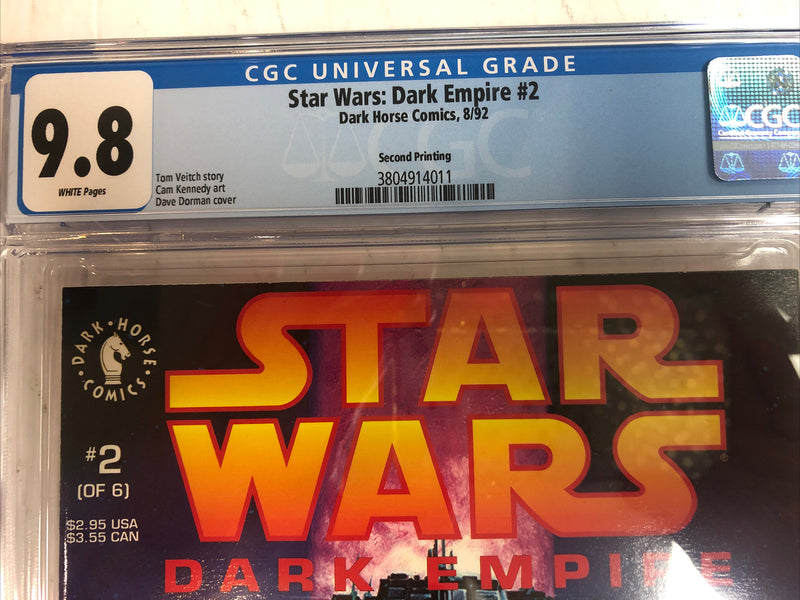 CGC UNIVERSAL GRADE
9.8
WHITE Pages
Star Wars: Dark Empire #2
Dark Horse Comics, 8/92
Second Printing
3804914011
Tom Veitch story
Cam Kennedy art
Dave Dorman cover
CGC
CGC
DARK HORSE COMICS
STAR
WARS
#2
(OF 6)
$2.95 USA
$3.55 CAN
DARK EMPIRE